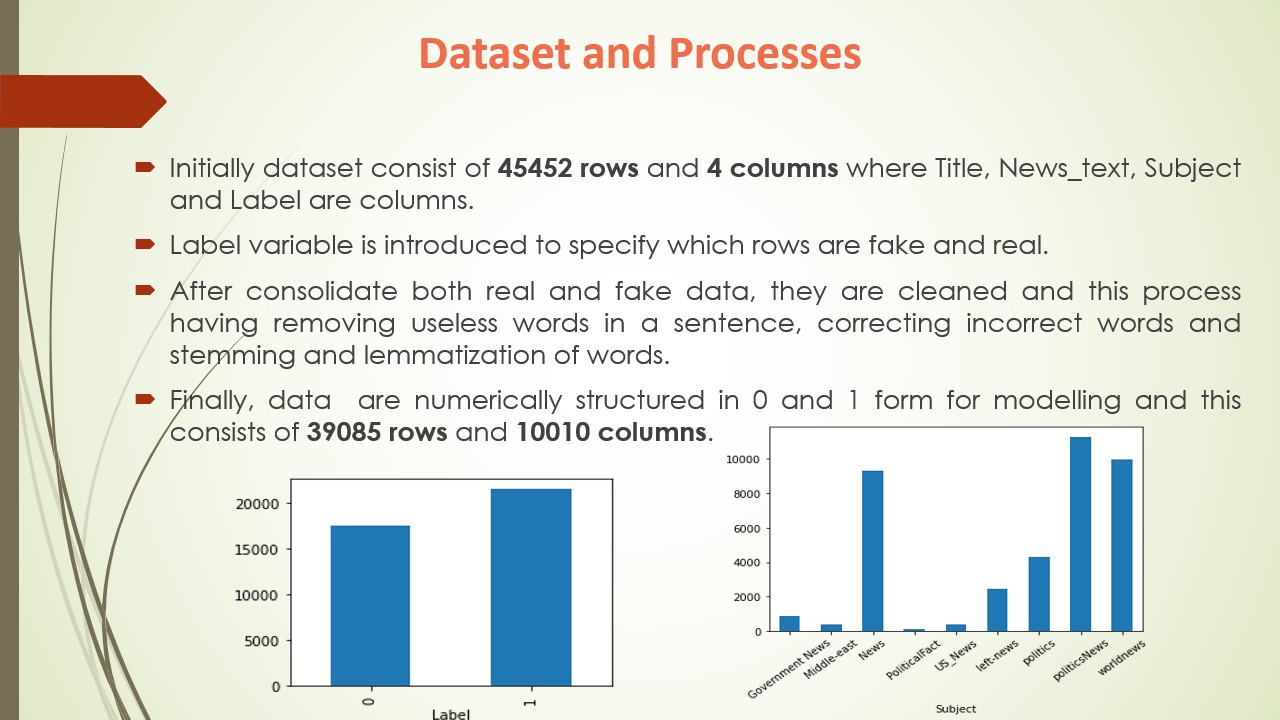 Dataset and Processes
Initially dataset consist of 45452 rows and 4 columns where Title, News_text, Subject
and Label are columns.
Label variable is introduced to specify which rows are fake and real.
After consolidate both real and fake data, they are cleaned and this process
having removing useless words in a sentence, correcting incorrect words and
stemming and lemmatization of words.
Finally, data  are numerically structured in 0 and 1 form for modelling and this
consists of 39085 rows and 10010 columns.
20000
15000
10000
5000
0
0
1
Label
10000
8000
6000
4000
2000
0
Government News
Middle-east
News
PoliticalFact
US_News
left-news
politics
politicsNews
worldnews
Subject